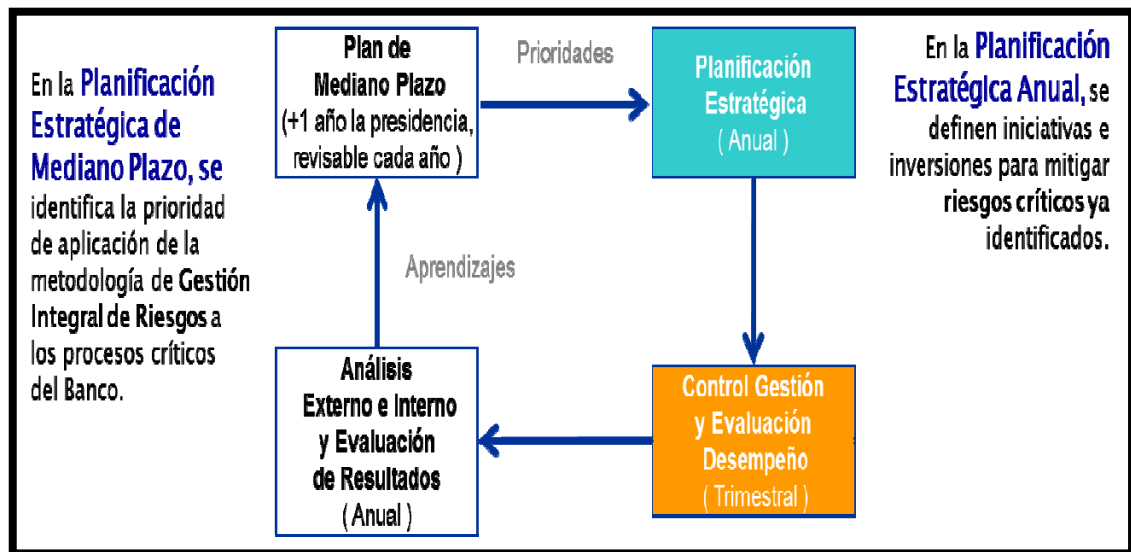 En la Planificación
Estratégica de
Mediano Plazo, se
identifica la prioridad
de aplicación de la
metodología de Gestión
Integral de Riesgos a
los procesos críticos
del Banco.
Plan de
Mediano Plazo
(+1 año la presidencia,
revisable cada año )
Prioridades
Planificación
Estratégica
( Anual )
En la Planificación
Estratégica Anual, se
definen iniciativas e
inversiones para mitigar
riesgos críticos ya
identificados.
Aprendizajes
Análisis
Externo e Interno
y Evaluación
de Resultados
( Anual )
Control Gestión
y Evaluación
Desempeño
( Trimestral )